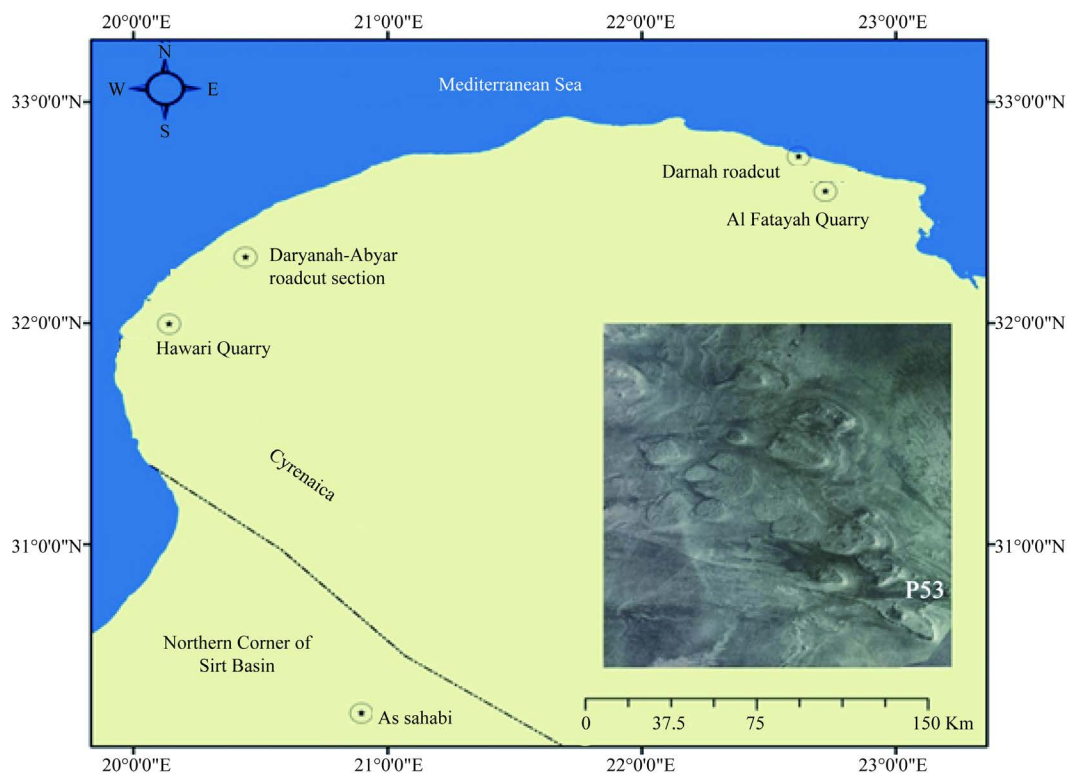 20°0'0"E 21°0'0"E 22°0'0"E 23°0'0"E
N
W E
S
Mediterranean Sea
33°0'0"N 33°0'0"N
Darnah roadcut
Al Fatayah Quarry
Daryanah-Abyar
roadcut section
32°0'0"N 32°0'0"N
Hawari Quarry
Cyrenaica
31°0'0"N 31°0'0"N
P53
Northern Corner of
Sirt Basin
As sahabi
0 37.5 75 150 Km
20°0'0"E 21°0'0"E 22°0'0"E 23°0'0"E